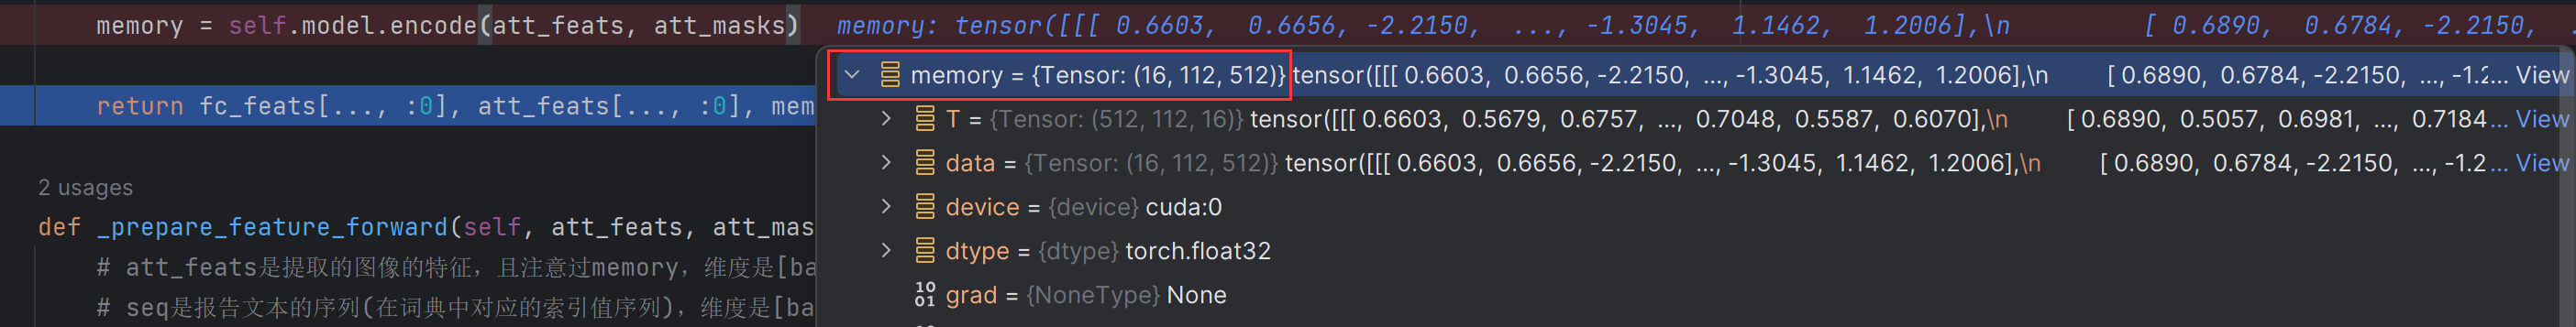 memory = self.model.encode(att_feats, att_masks) memory: tensor([[[ 0.6603, 0.6656, -2.2150, ..., -1.3045, 1.1462, 1.2006],\n [ 0.6890, 0.6784, -2.2150, .
memory = {Tensor: (16, 112, 512)} tensor([[[ 0.6603, 0.6656, -2.2150, ..., -1.3045, 1.1462, 1.2006],\n [ 0.6890, 0.6784, -2.2150, ..., -1.2... View
return fc_feats[..., :0], att_feats[..., :0], mem
T = {Tensor: (512, 112, 16)} tensor([[[ 0.6603, 0.5679, 0.6757, ..., 0.7048, 0.5587, 0.6070],\n [ 0.6890, 0.5057, 0.6981, ..., 0.7184... View
data = {Tensor: (16, 112, 512)} tensor([[[ 0.6603, 0.6656, -2.2150, ..., -1.3045, 1.1462, 1.2006],\n [ 0.6890, 0.6784, -2.2150, ..., -1.2... View
2 usages
device = {device} cuda:0
def _prepare_feature_forward(self, att_feats, att_mas
dtype = {dtype} torch.float32
# att_feats是提取的图像的特征，且注意过memory，维度是[ba
10
01 grad = {NoneType} None
# seq是报告文本的序列(在词典中对应的索引值序列)，维度是[ba